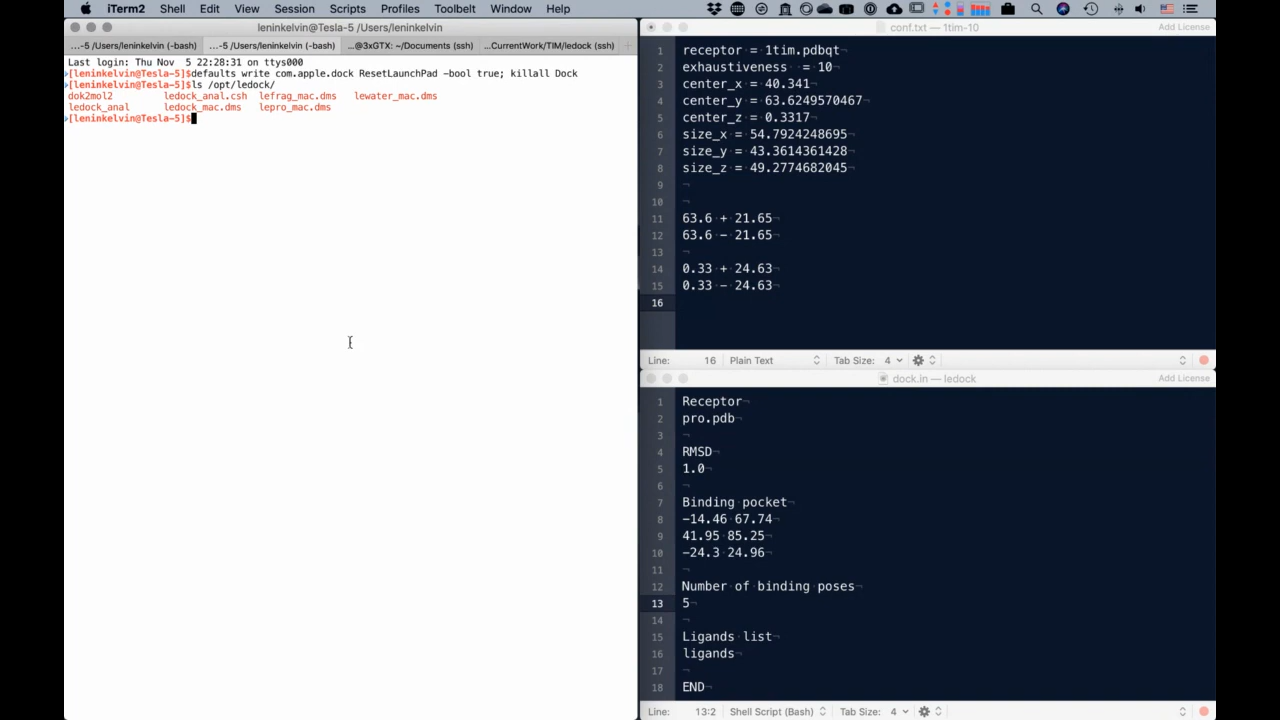 iTerm2 Shell Edit View Session Scripts Profiles Toolbelt Window Help
leninkelvin@Tesla-5 /Users/leninkelvin
...-5 /Users/leninkelvin (-bash) ...-5 /Users/leninkelvin (-bash) ...@3xGTX: ~/Documents (ssh) ...CurrentWork/TIM/ledock (ssh)
Last login: Thu Nov  5 22:28:31 on ttys000
[leninkelvin@Tesla-5]$defaults write com.apple.dock ResetLaunchPad -bool true; killall Dock
[leninkelvin@Tesla-5]$ls /opt/ledock/
dok2mol2 ledock_anal.csh lefrag_mac.dms lewater_mac.dms
ledock_anal ledock_mac.dms lepro_mac.dms
[leninkelvin@Tesla-5]$
conf.txt — 1tim-10 Add License
1 receptor = 1tim.pdbqt¬
2 exhaustiveness  = 10¬
3 center_x = 40.341¬
4 center_y = 63.6249570467¬
5 center_z = 0.3317¬
6 size_x = 54.7924248695¬
7 size_y = 43.3614361428¬
8 size_z = 49.2774682045¬
9 ¬
10 ¬
11 63.6 + 21.65¬
12 63.6 - 21.65¬
13 ¬
14 0.33 + 24.63¬
15 0.33 - 24.63¬
16
Line: 16 Plain Text Tab Size: 4
dock.in — ledock Add License
1 Receptor¬
2 pro.pdb¬
3 ¬
4 RMSD¬
5 1.0¬
6 ¬
7 Binding pocket¬
8 -14.46 67.74¬
9 41.95 85.25¬
10 -24.3 24.96¬
11 ¬
12 Number of binding poses¬
13 5¬
14 ¬
15 Ligands list¬
16 ligands¬
17 ¬
18 END¬
Line: 13:2 Shell Script (Bash) Tab Size: 4